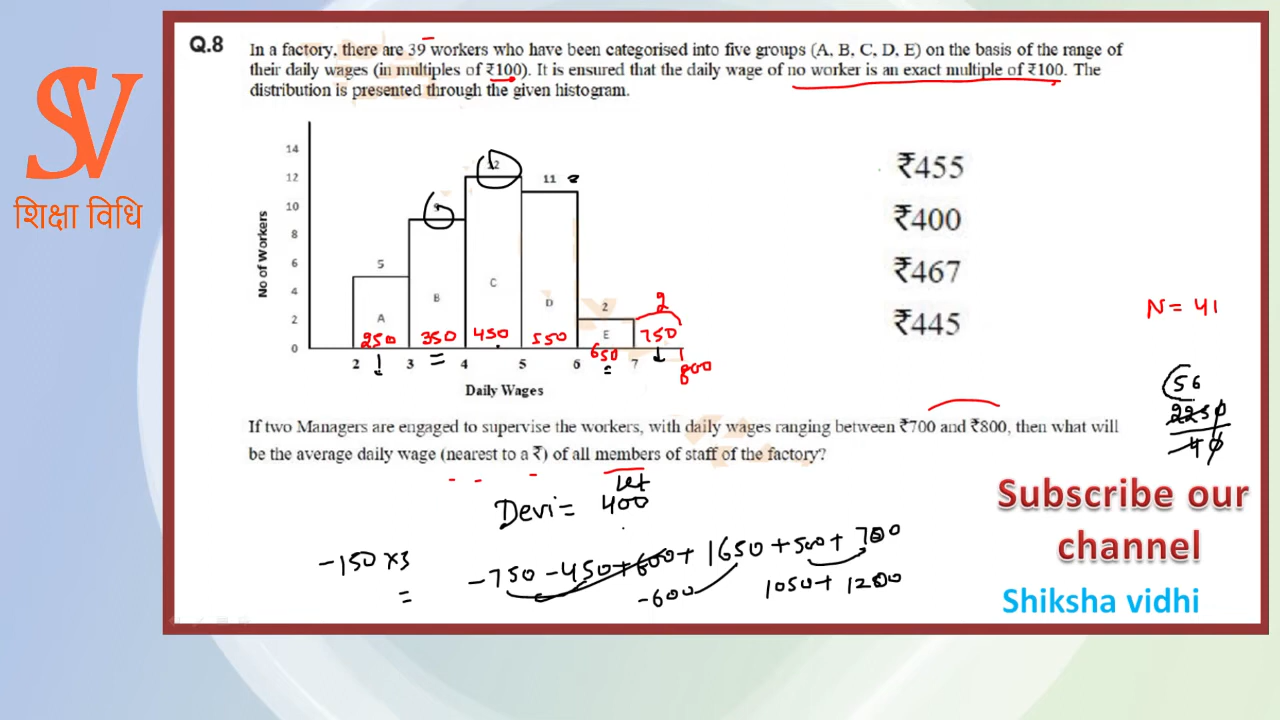 SV
शिक्षा विधि
Q.8
In a factory, there are 39 workers who have been categorised into five groups (A, B, C, D, E) on the basis of the range of
their daily wages (in multiples of ₹100). It is ensured that the daily wage of no worker is an exact multiple of ₹100. The
distribution is presented through the given histogram.
No of Workers
14
12
10
8
6
4
2
0
5
9
12
11
2
2
A
B
C
D
E
250
350
450
550
650
750
800
2 3 4 5 6 7
Daily Wages
₹455
₹400
₹467
₹445
N = 41
56
2250
40
If two Managers are engaged to supervise the workers, with daily wages ranging between ₹700 and ₹800, then what will
be the average daily wage (nearest to a ₹) of all members of staff of the factory?
Let
Devi = 400
-150 x3
=
-750 -450 +600 + 1650 + 500 + 700
-600
1050 + 1200
Subscribe our
channel
Shiksha vidhi